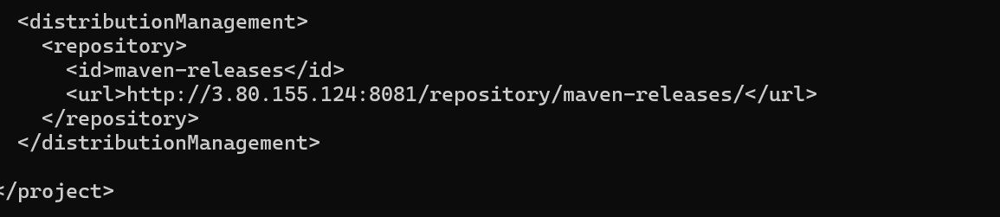 <distributionManagement>
<repository>
<id>maven-releases</id>
<url>http://3.80.155.124:8081/repository/maven-releases/</url>
</repository>
</distributionManagement>
</project>